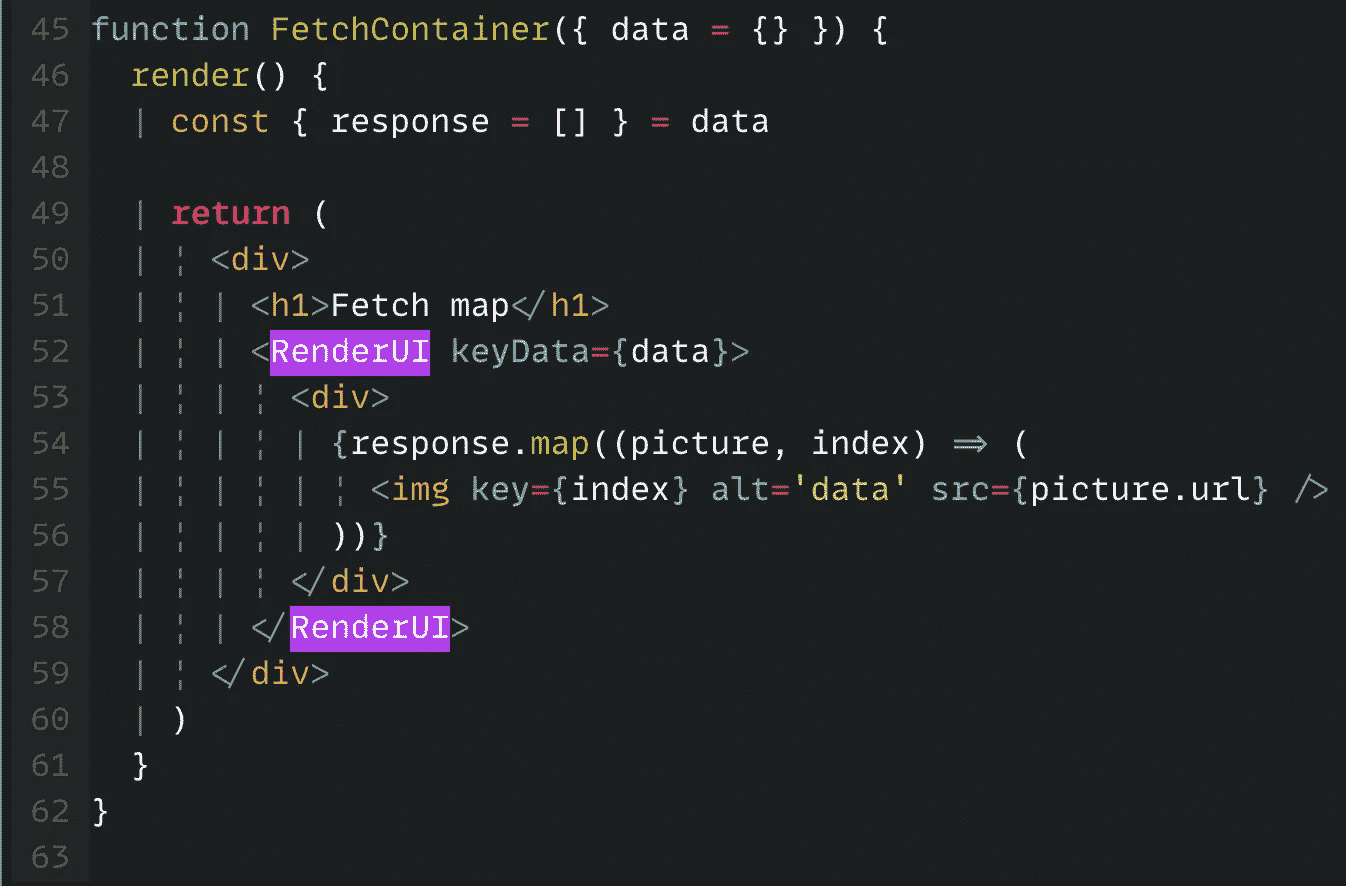 45 function FetchContainer({ data = {} }) {
46   render() {
47     const { response = [] } = data
48
49     return (
50       <div>
51         <h1>Fetch map</h1>
52         <RenderUI keyData={data}>
53           <div>
54             {response.map((picture, index) => (
55               <img key={index} alt='data' src={picture.url} />
56             ))}
57           </div>
58         </RenderUI>
59       </div>
60     )
61   }
62 }
63